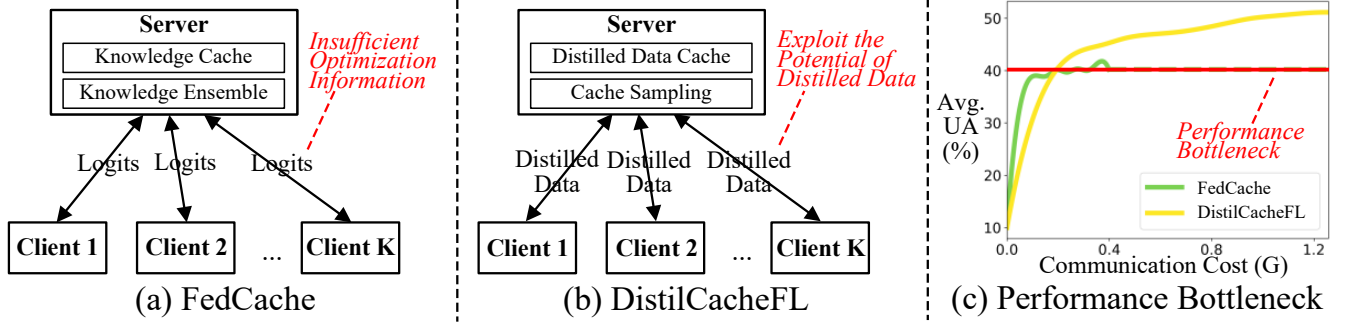 Server
Knowledge Cache
Knowledge Ensemble
Insufficient
Optimization
Information
Logits
Logits
Logits
Client 1
Client 2
...
Client K
(a) FedCache
Server
Distilled Data Cache
Cache Sampling
Exploit the
Potential of
Distilled Data
Distilled
Data
Distilled
Data
Distilled
Data
Client 1
Client 2
...
Client K
(b) DistilCacheFL
50
40
30
20
10
Avg.
UA
(%)
Performance
Bottleneck
FedCache
DistilCacheFL
0.0
0.4
0.8
1.2
Communication Cost (G)
(c) Performance Bottleneck